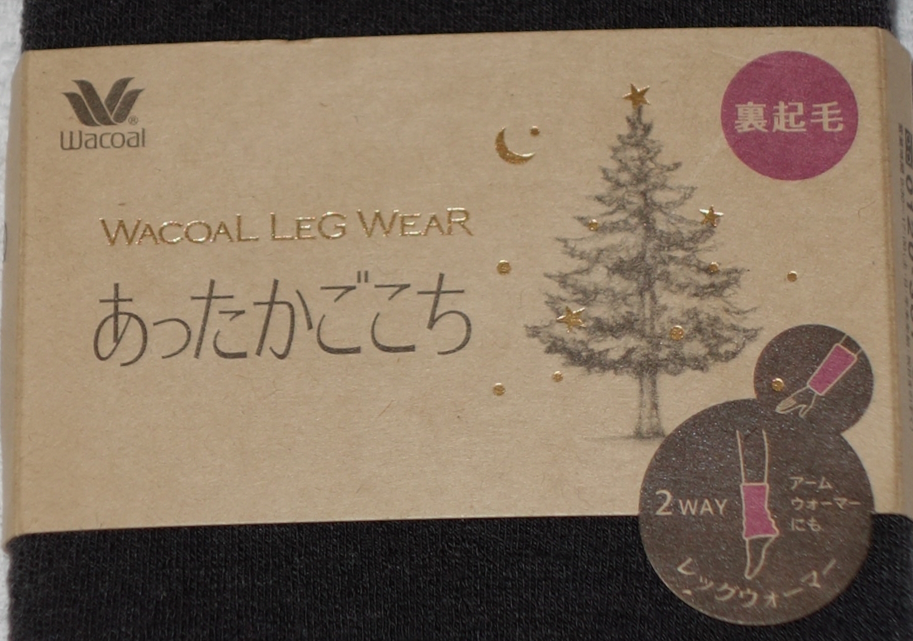 Wacoal
裏起毛
WACOAL LEG WEAR
あったかごこち
2 WAY
アーム
ウォーマー
にも
レッグウォーマー